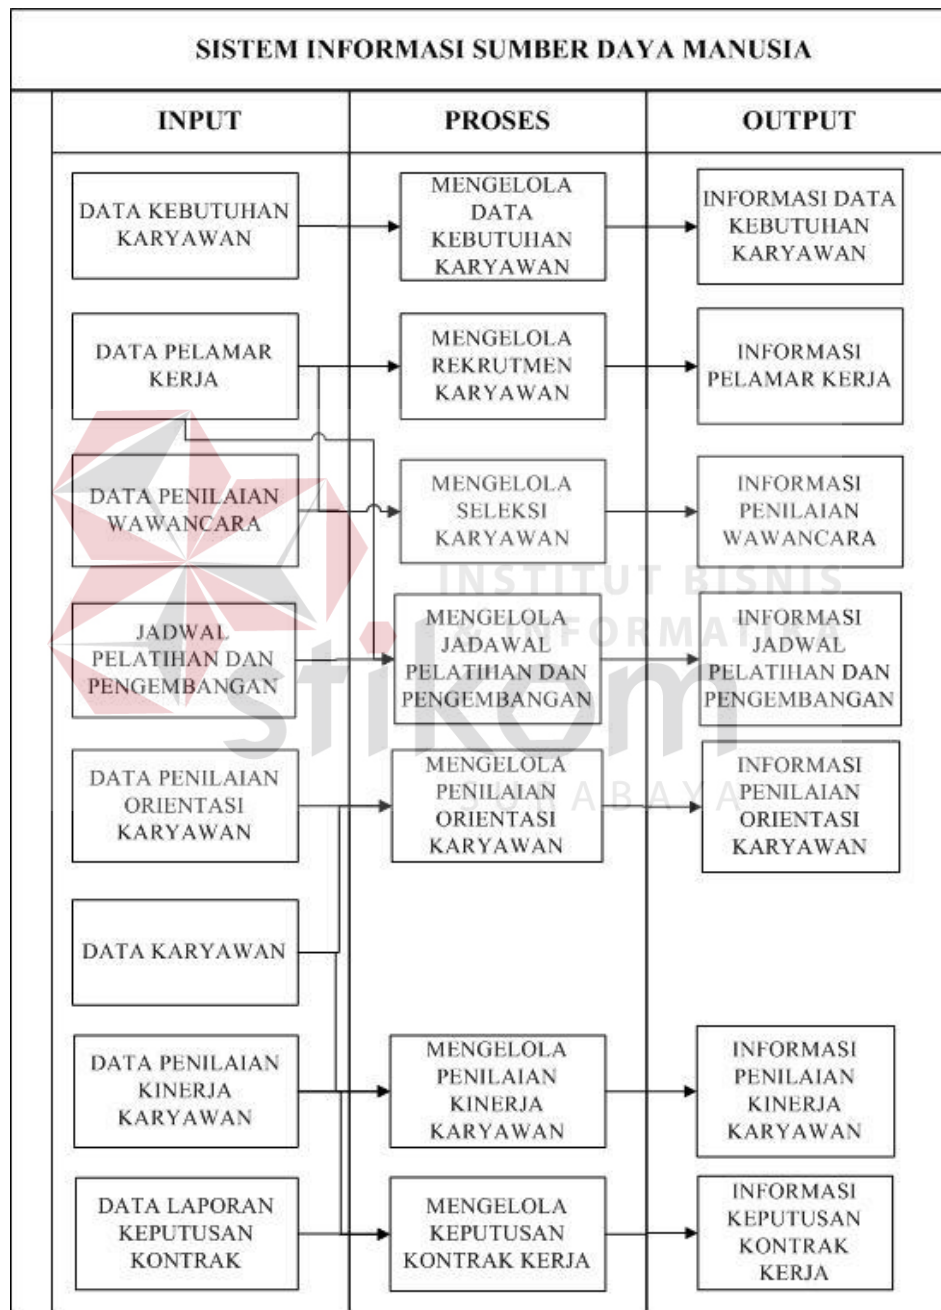 SISTEM INFORMASI SUMBER DAYA MANUSIA
INPUT
PROSES
OUTPUT
DATA KEBUTUHAN
KARYAWAN
MENGELOLA
DATA
KEBUTUHAN
KARYAWAN
INFORMASI DATA
KEBUTUHAN
KARYAWAN
DATA PELAMAR
KERJA
MENGELOLA
REKRUTMEN
KARYAWAN
INFORMASI
PELAMAR KERJA
DATA PENILAIAN
WAWANCARA
MENGELOLA
SELEKSI
KARYAWAN
INFORMASI
PENILAIAN
WAWANCARA
JADWAL
PELATIHAN DAN
PENGEMBANGAN
MENGELOLA
JADAWAL
PELATIHAN DAN
PENGEMBANGAN
INFORMASI
JADWAL
PELATIHAN DAN
PENGEMBANGAN
DATA PENILAIAN
ORIENTASI
KARYAWAN
MENGELOLA
PENILAIAN
ORIENTASI
KARYAWAN
INFORMASI
PENILAIAN
ORIENTASI
KARYAWAN
DATA KARYAWAN
DATA PENILAIAN
KINERJA
KARYAWAN
MENGELOLA
PENILAIAN
KINERJA
KARYAWAN
INFORMASI
PENILAIAN
KINERJA
KARYAWAN
DATA LAPORAN
KEPUTUSAN
KONTRAK
MENGELOLA
KEPUTUSAN
KONTRAK KERJA
INFORMASI
KEPUTUSAN
KONTRAK
KERJA
INSTITUT BISNIS
& INFORMATIKA
stikom
SURABAYA